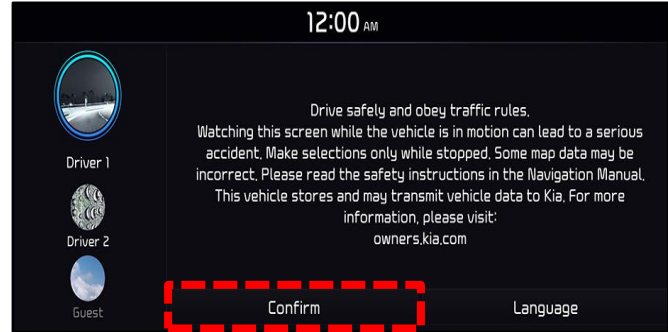 12:00 AM
Driver 1
Driver 2
Guest
Drive safely and obey traffic rules.
Watching this screen while the vehicle is in motion can lead to a serious
accident. Make selections only while stopped. Some map data may be
incorrect. Please read the safety instructions in the Navigation Manual.
This vehicle stores and may transmit vehicle data to Kia. For more
information, please visit:
owners.kia.com
Confirm
Language